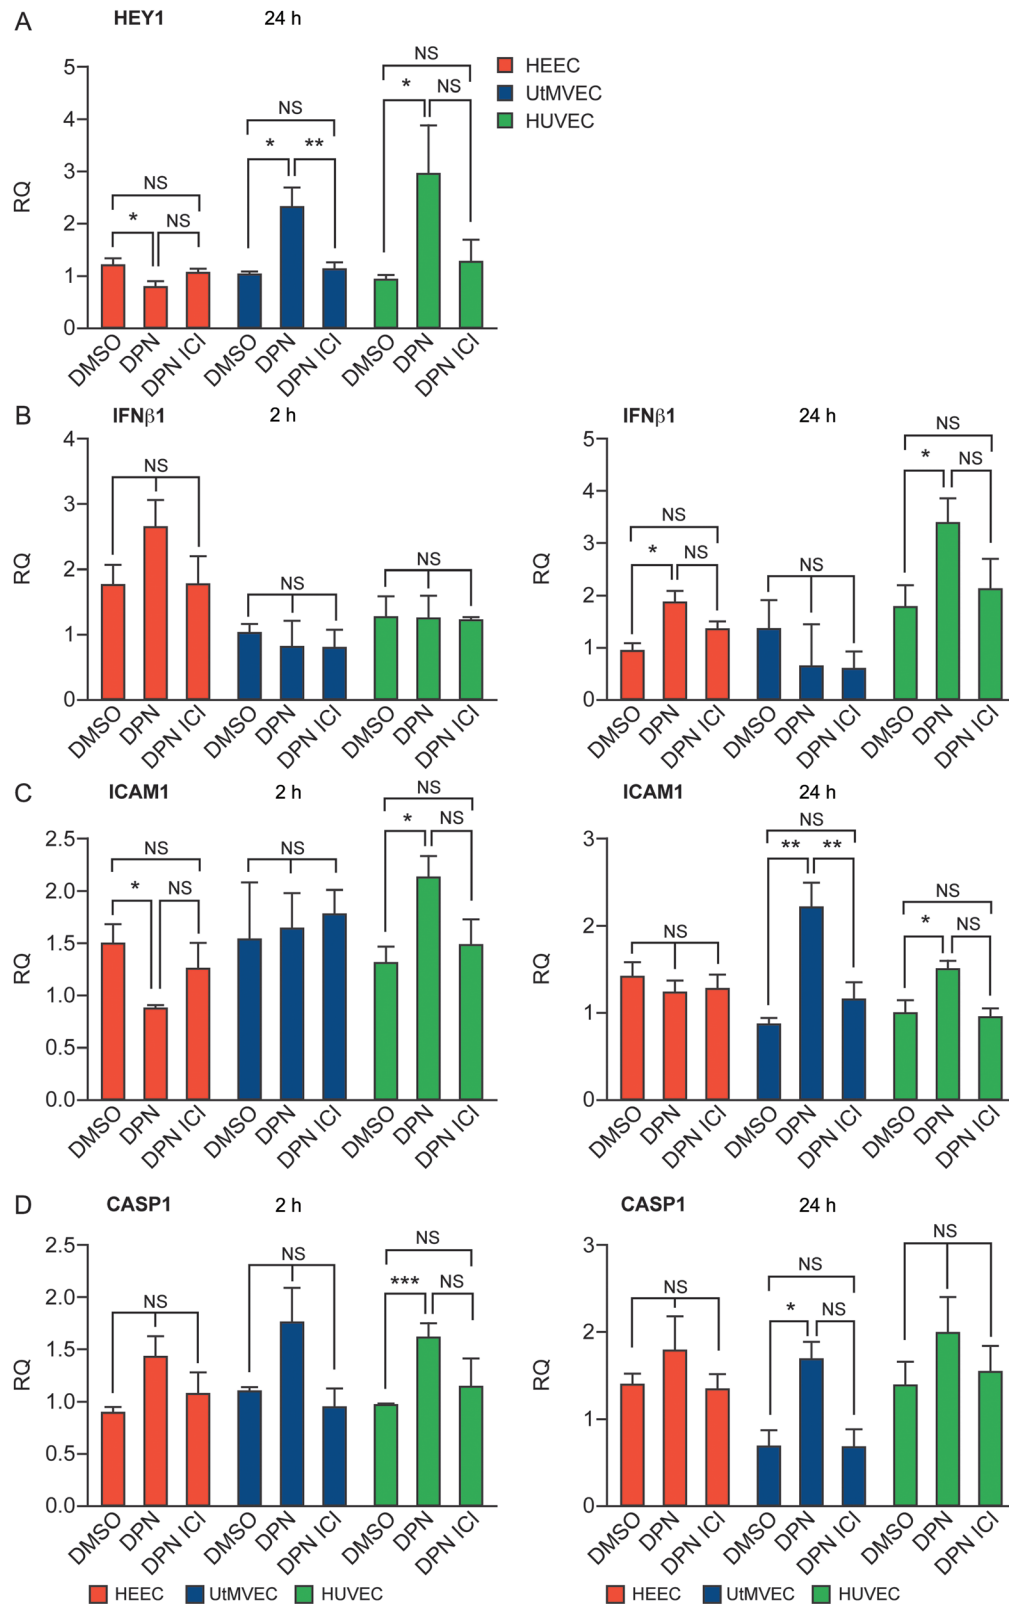 A HEY1 24 h
HEEC
UtMVEC
HUVEC
RQ
5
4
3
2
1
0
NS
* NS
NS
* **
NS
* NS
DMSO DPN DPN ICI DMSO DPN DPN ICI DMSO DPN DPN ICI
B IFNβ1 2 h
RQ
4
3
2
1
0
NS
NS
NS
DMSO DPN DPN ICI DMSO DPN DPN ICI DMSO DPN DPN ICI
IFNβ1 24 h
RQ
5
4
3
2
1
0
NS
* NS
NS
NS
* NS
DMSO DPN DPN ICI DMSO DPN DPN ICI DMSO DPN DPN ICI
C ICAM1 2 h
RQ
2.5
2.0
1.5
1.0
0.5
0.0
NS
* NS
NS
NS
* NS
DMSO DPN DPN ICI DMSO DPN DPN ICI DMSO DPN DPN ICI
ICAM1 24 h
RQ
3
2
1
0
NS
NS
** **
NS
* NS
DMSO DPN DPN ICI DMSO DPN DPN ICI DMSO DPN DPN ICI
D CASP1 2 h
RQ
2.5
2.0
1.5
1.0
0.5
0.0
NS
NS
NS
*** NS
DMSO DPN DPN ICI DMSO DPN DPN ICI DMSO DPN DPN ICI
HEEC UtMVEC HUVEC
CASP1 24 h
RQ
3
2
1
0
NS
NS
* NS
NS
DMSO DPN DPN ICI DMSO DPN DPN ICI DMSO DPN DPN ICI
HEEC UtMVEC HUVEC